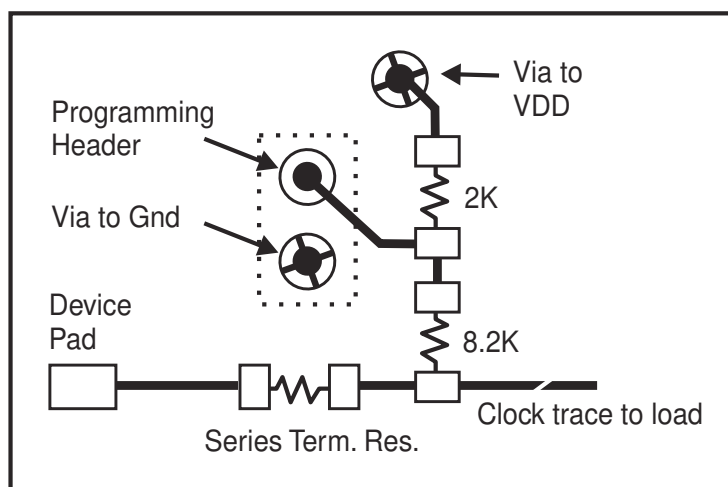 Via to
VDD
Programming
Header
2K
Via to Gnd
Device
Pad
8.2K
Clock trace to load
Series Term. Res.